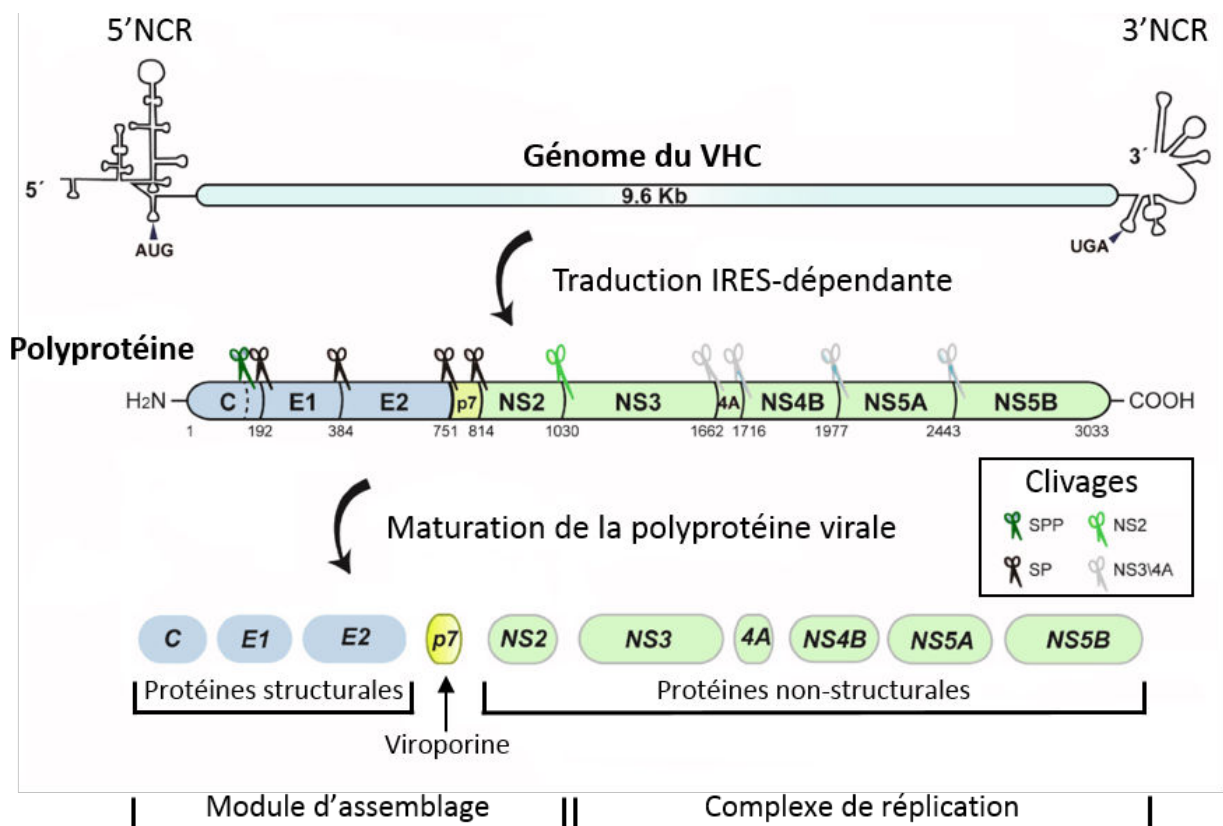 5'NCR 3'NCR
Génome du VHC
5´ 9.6 Kb 3´
AUG UGA
Traduction IRES-dépendante
Polyprotéine
H2N C E1 E2 p7 NS2 NS3 4A NS4B NS5A NS5B COOH
1 192 384 751 814 1030 1662 1716 1977 2443 3033
Clivages
SPP NS2
SP NS3\4A
Maturation de la polyprotéine virale
C E1 E2 p7 NS2 NS3 4A NS4B NS5A NS5B
Protéines structurales Protéines non-structurales
Viroporine
Module d'assemblage Complexe de réplication